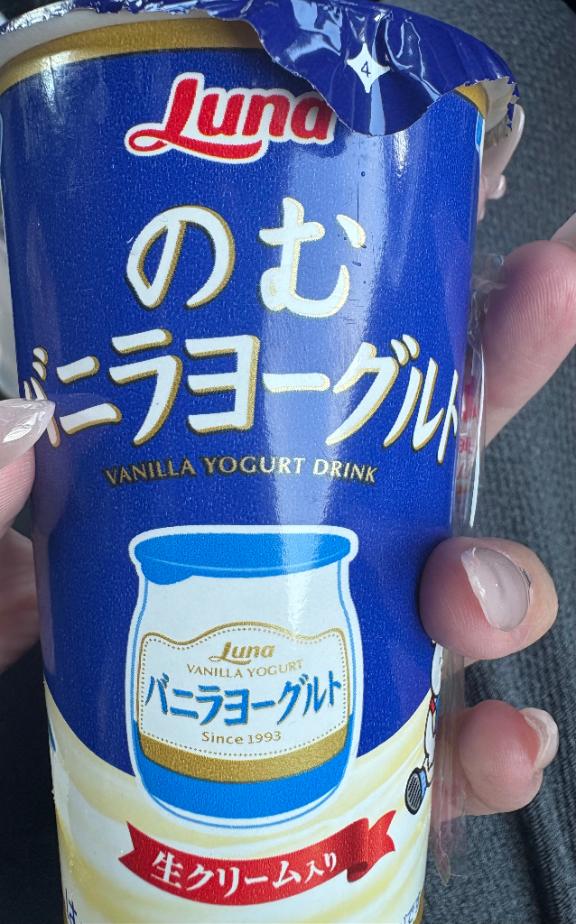 4
Luna
のむ
バニラヨーグルト
VANILLA YOGURT DRINK
Luna
VANILLA YOGURT
バニラヨーグルト
Since 1993
生クリーム入り
は